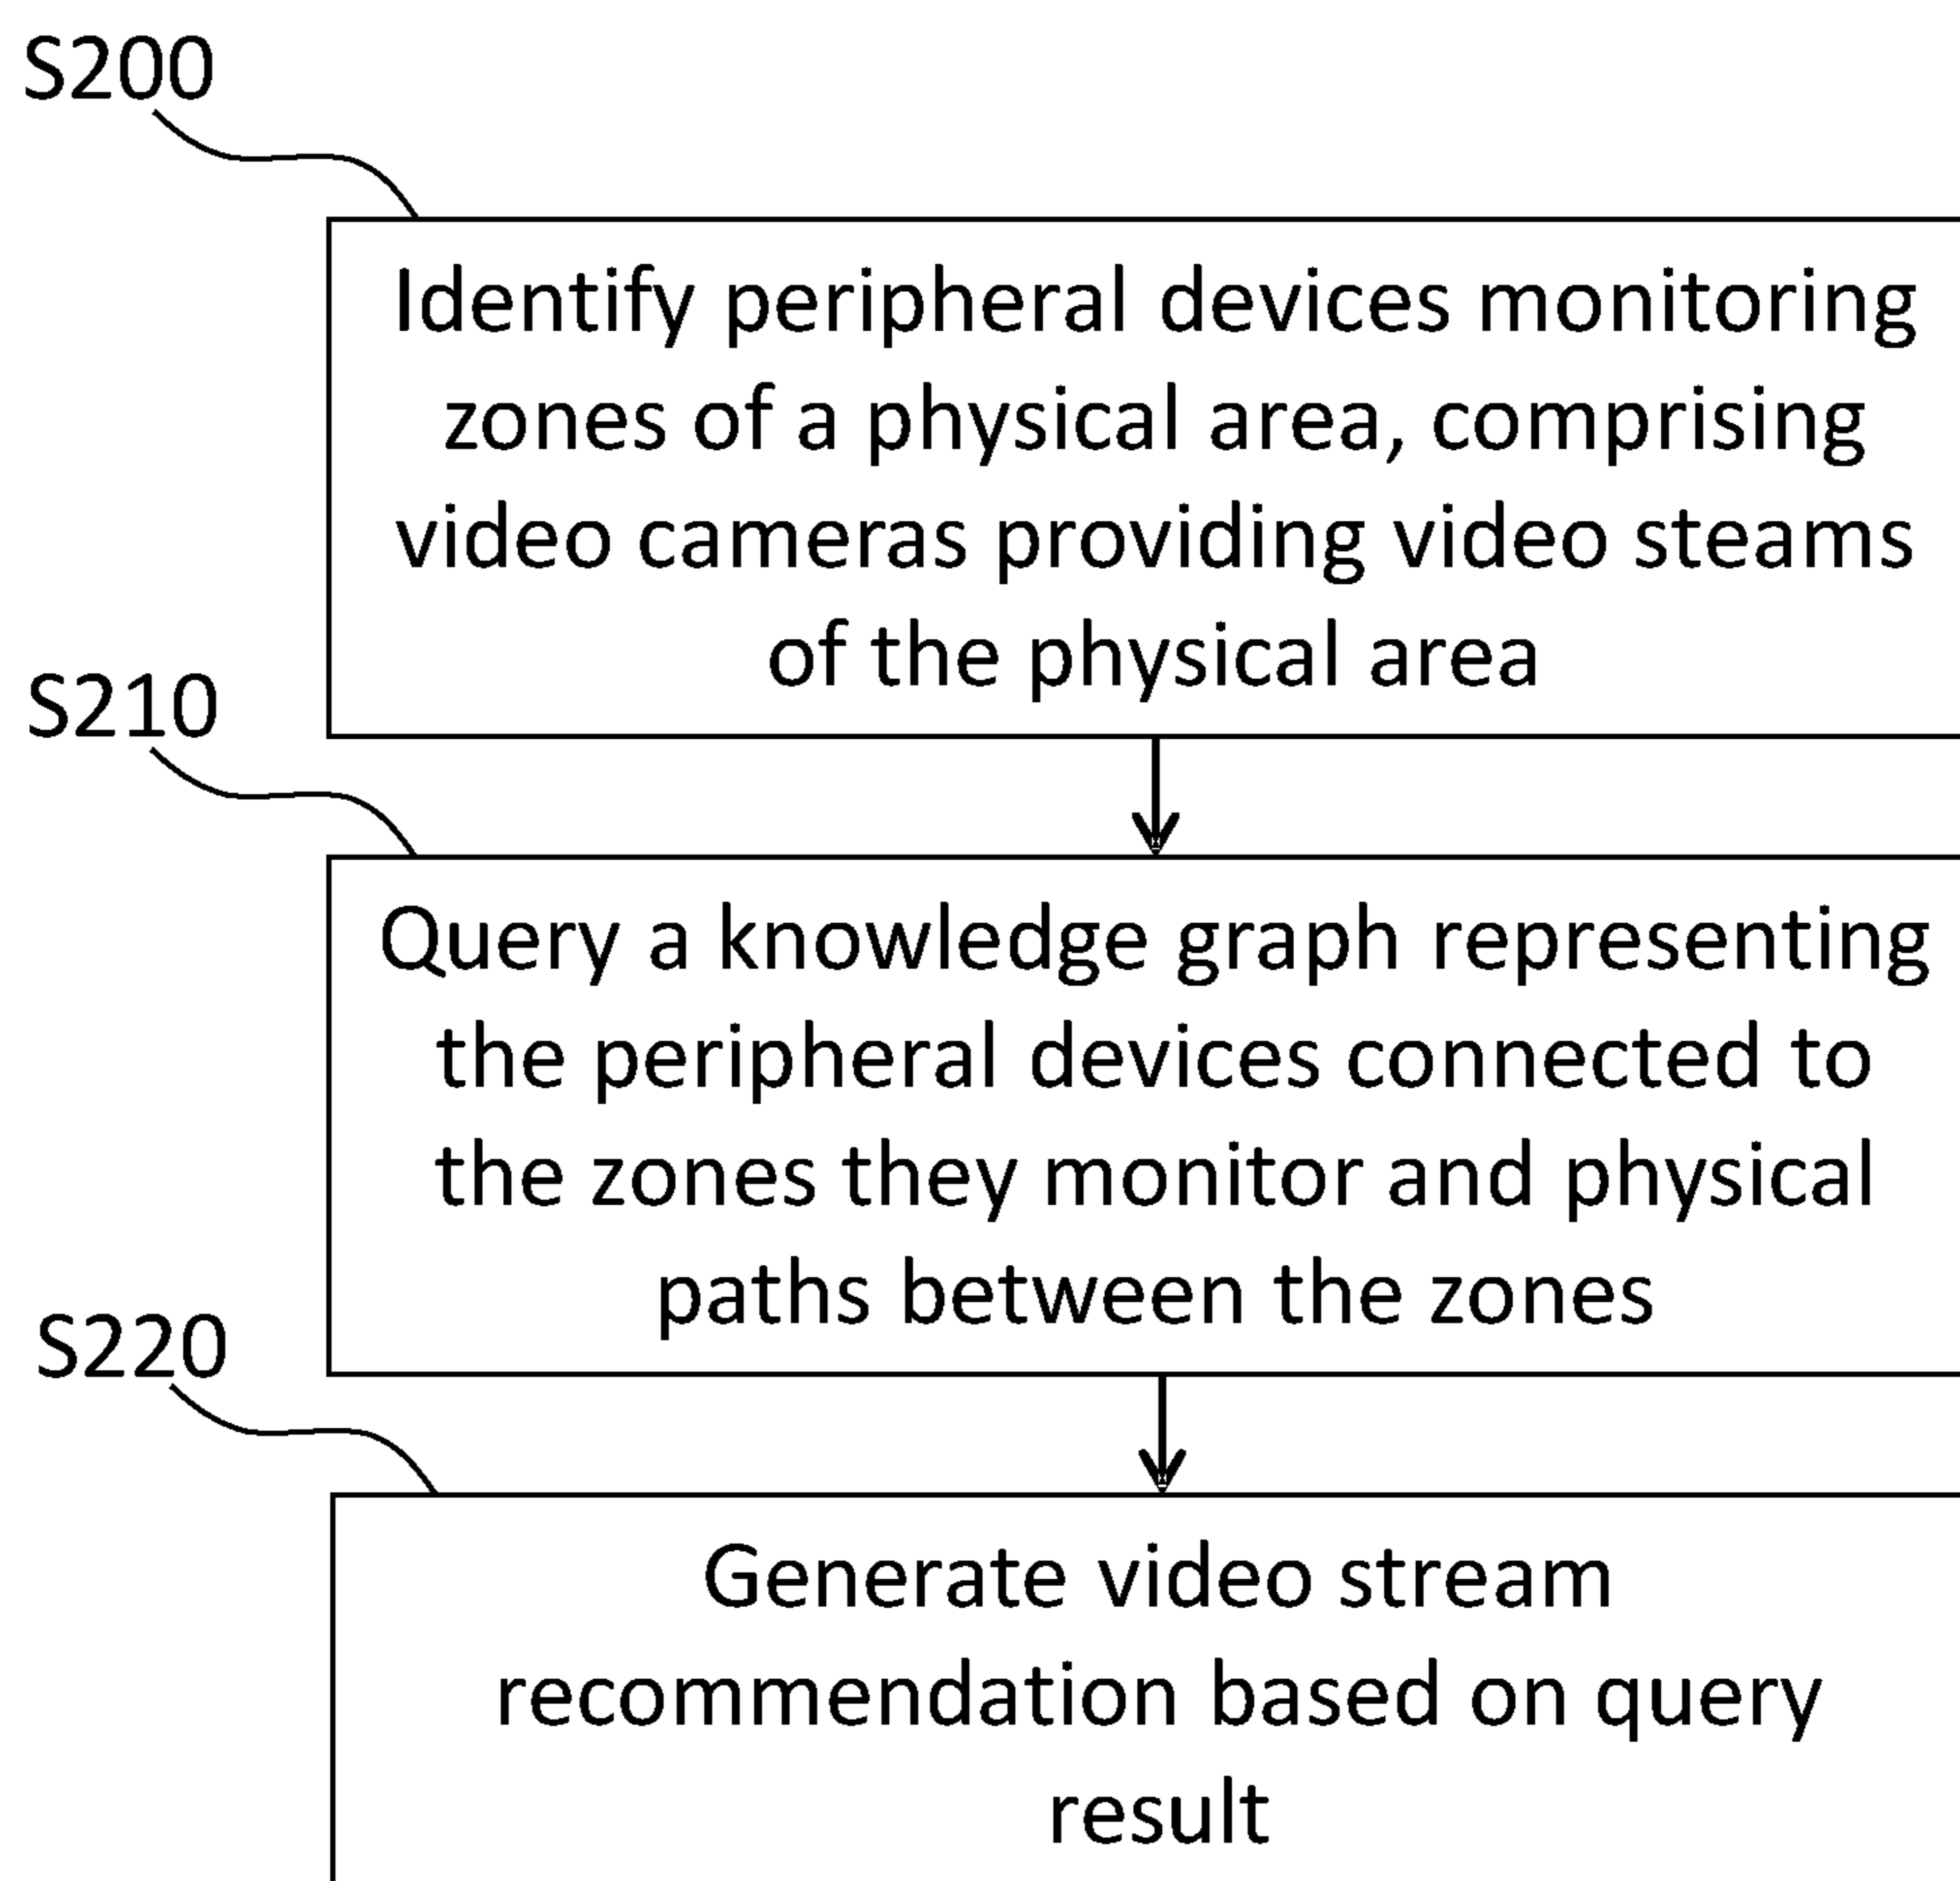 S200
Identify peripheral devices monitoring
zones of a physical area, comprising
video cameras providing video steams
of the physical area
S210
Query a knowledge graph representing
the peripheral devices connected to
the zones they monitor and physical
paths between the zones
S220
Generate video stream
recommendation based on query
result